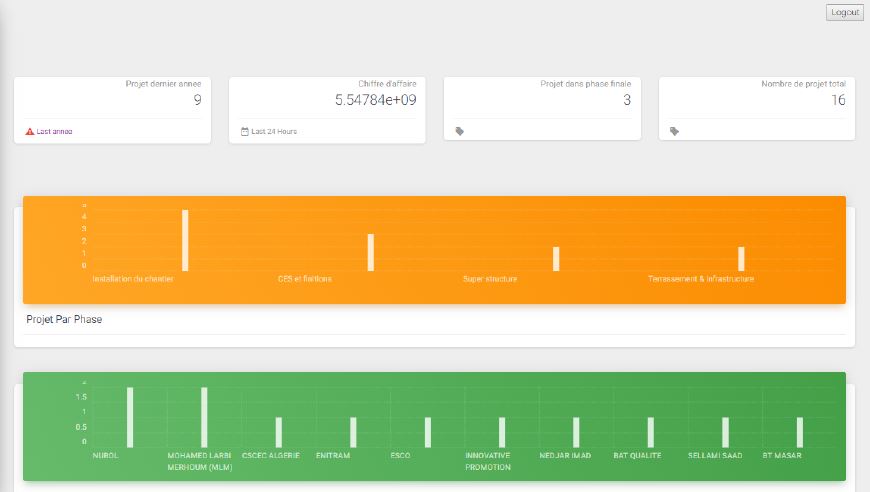 Logout
Projet dernier annee
9
Last annee
Chiffre d'affaire
5.54784e+09
Last 24 Hours
Projet dans phase finale
3
Nombre de projet total
16
5
4
3
2
1
0
Installation du chantier
CES et finitions
Super structure
Terrassement & Infrastructure
Projet Par Phase
2
1.5
1
0.5
0
NUROL
MOHAMED LARBI
MERHOUM (MLM)
CSCEC ALGERIE
ENITRAM
ESCO
INNOVATIVE
PROMOTION
NEDJAR IMAD
BAT QUALITE
SELLAMI SAAD
BT MASAR